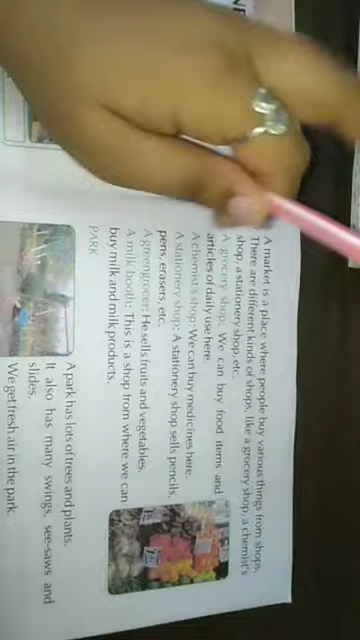 A market is a place where people buy various things from shops.
There are different kinds of shops, like a grocery shop, a chemist's
shop, a stationery shop, etc.
A grocery shop: We can buy food items and
articles of daily use here.
A chemist's shop: We can buy medicines here.
A stationery shop: A stationery shop sells pencils,
pens, erasers, etc.
A greengrocer: He sells fruits and vegetables.
A milk booth: This is a shop from where we can
buy milk and milk products.
PARK
A park has lots of trees and plants.
It also has many swings, see-saws and
slides.
We get fresh air in the park.